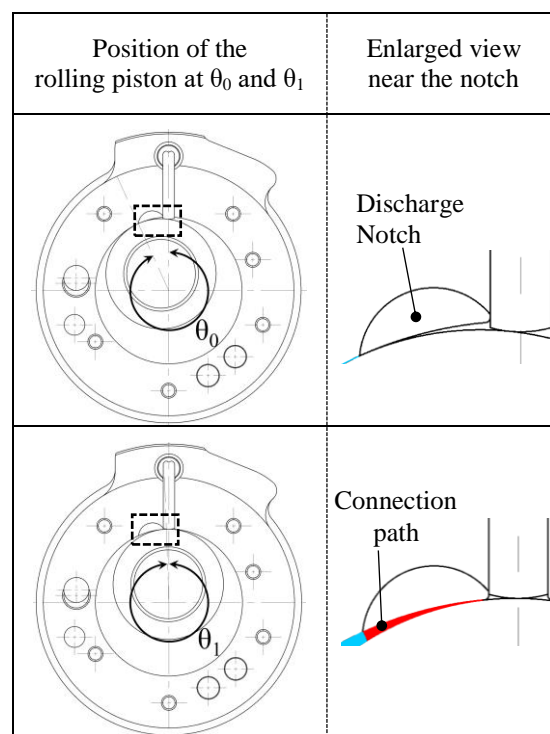 Position of the
rolling piston at θ₀ and θ₁
Enlarged view
near the notch
θ₀
Discharge
Notch
θ₁
Connection
path